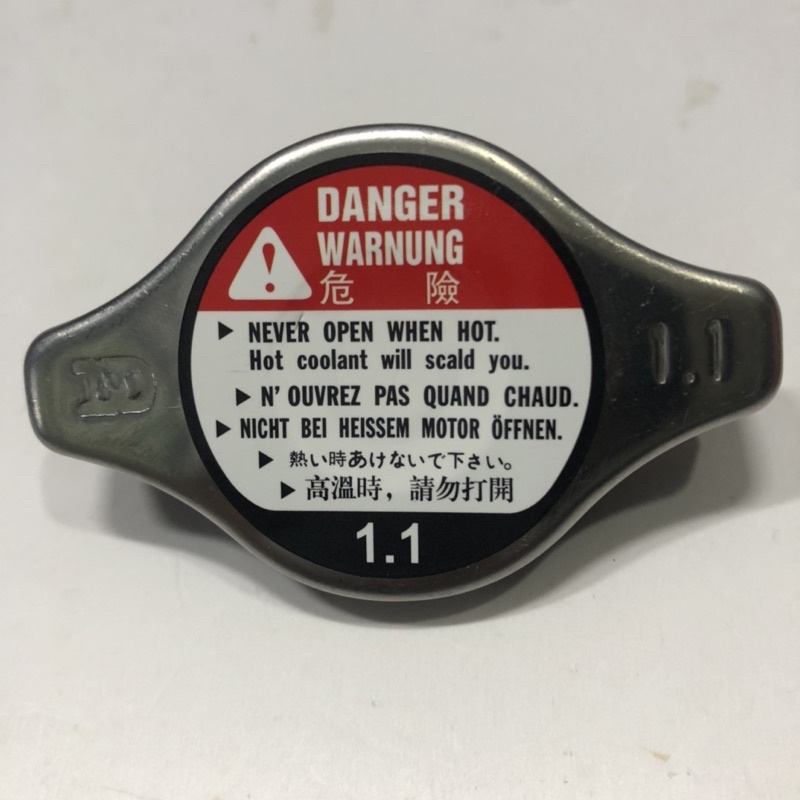 DANGER
WARNUNG
危 險
▶ NEVER OPEN WHEN HOT.
Hot coolant will scald you.
▶ N' OUVREZ PAS QUAND CHAUD.
▶ NICHT BEI HEISSEM MOTOR ÖFFNEN.
▶ 熱い時あけないで下さい。
▶ 高溫時，請勿打開
1.1
1.1